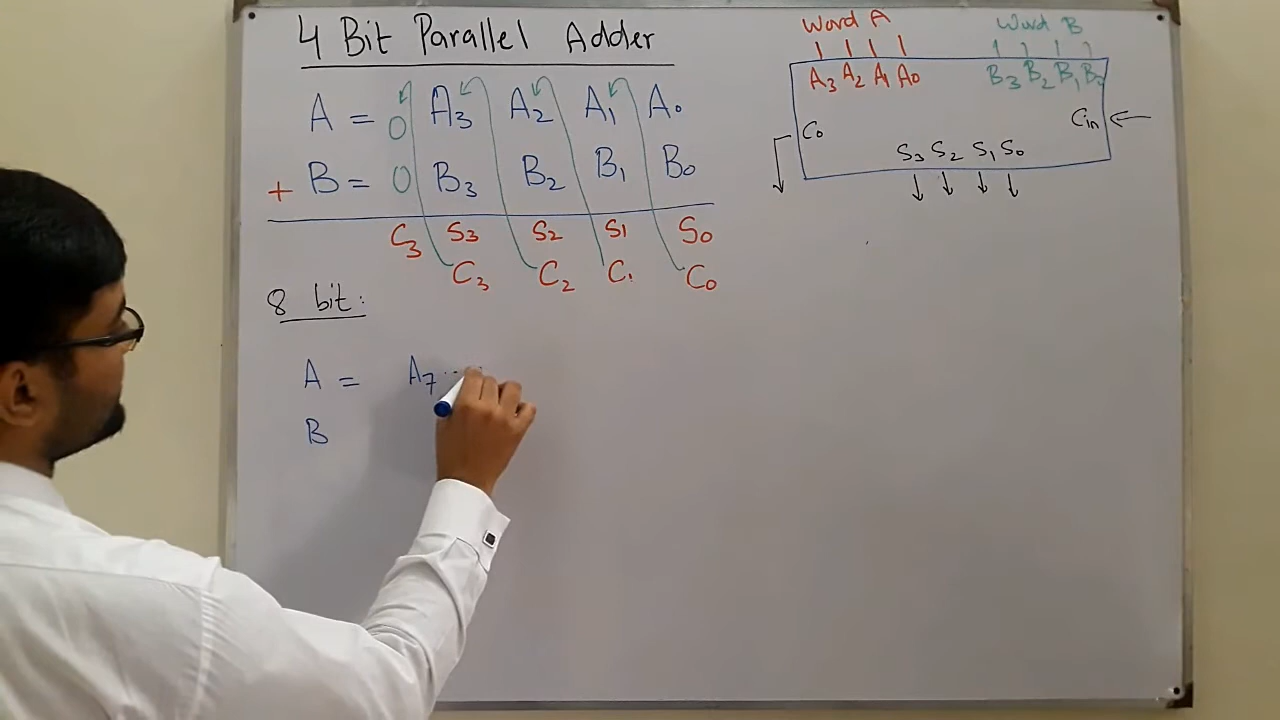 4 Bit Parallel Adder
A = 0 A3 A2 A1 A0
+ B = 0 B3 B2 B1 B0
C3 S3 S2 S1 S0
C3 C2 C1 C0
8 bit:
A = A7 ....
B
Word A Word B
A3 A2 A1 A0 B3 B2 B1 B0
Co Cin
S3 S2 S1 S0